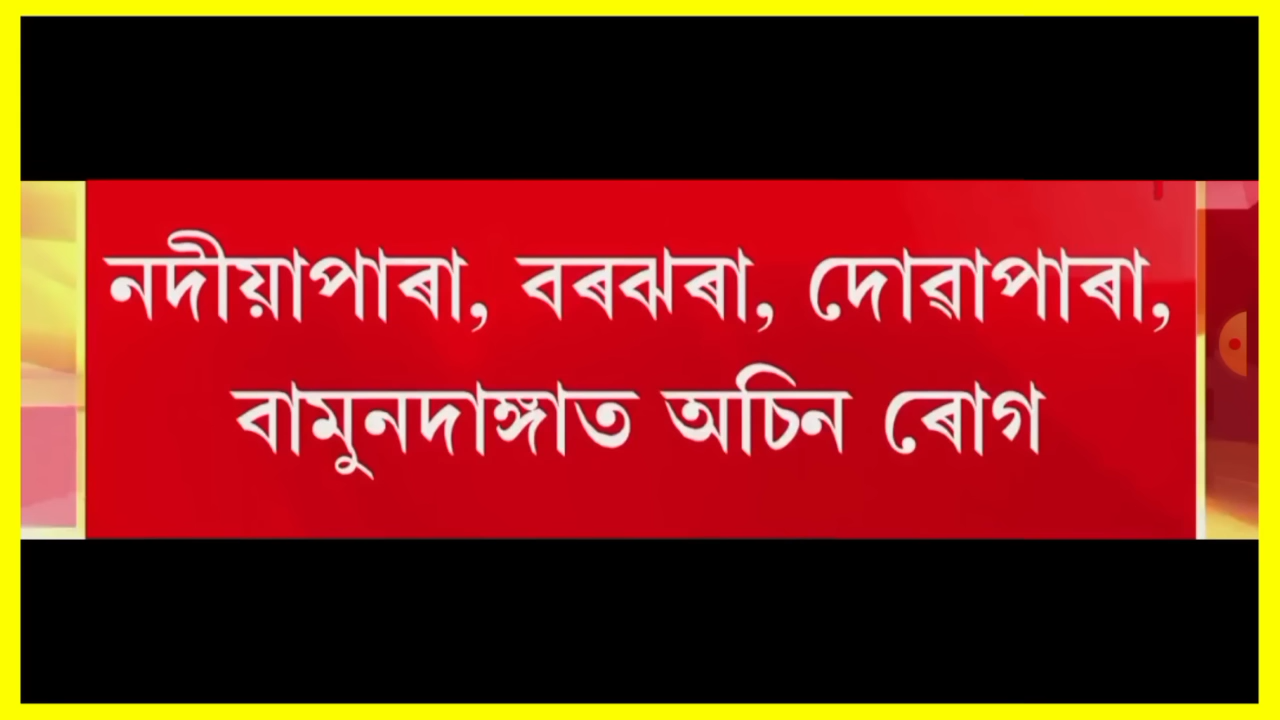 নদীয়াপাৰা, বৰঝৰা, দোৱাপাৰা,
বামুনদাঙ্গাত অচিন ৰোগ